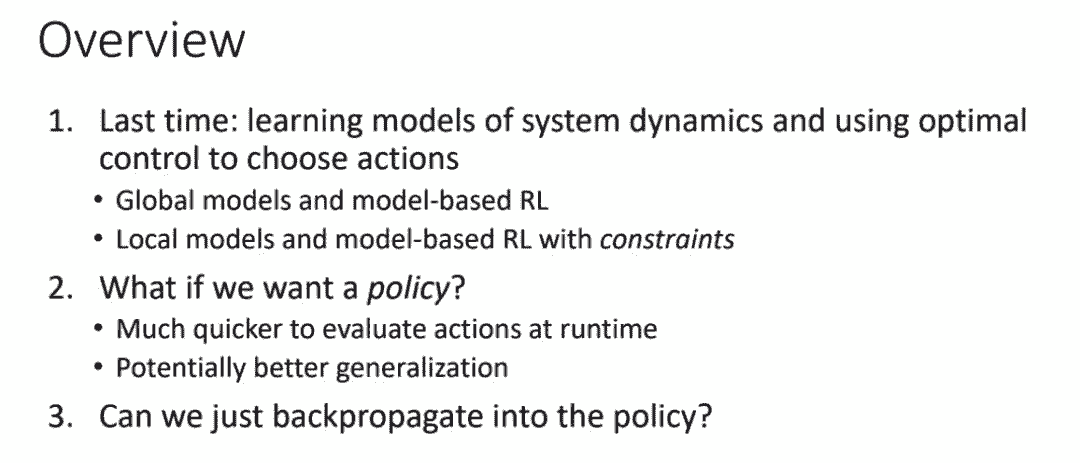 Overview
1. Last time: learning models of system dynamics and using optimal
control to choose actions
• Global models and model-based RL
• Local models and model-based RL with constraints
2. What if we want a policy?
• Much quicker to evaluate actions at runtime
• Potentially better generalization
3. Can we just backpropagate into the policy?